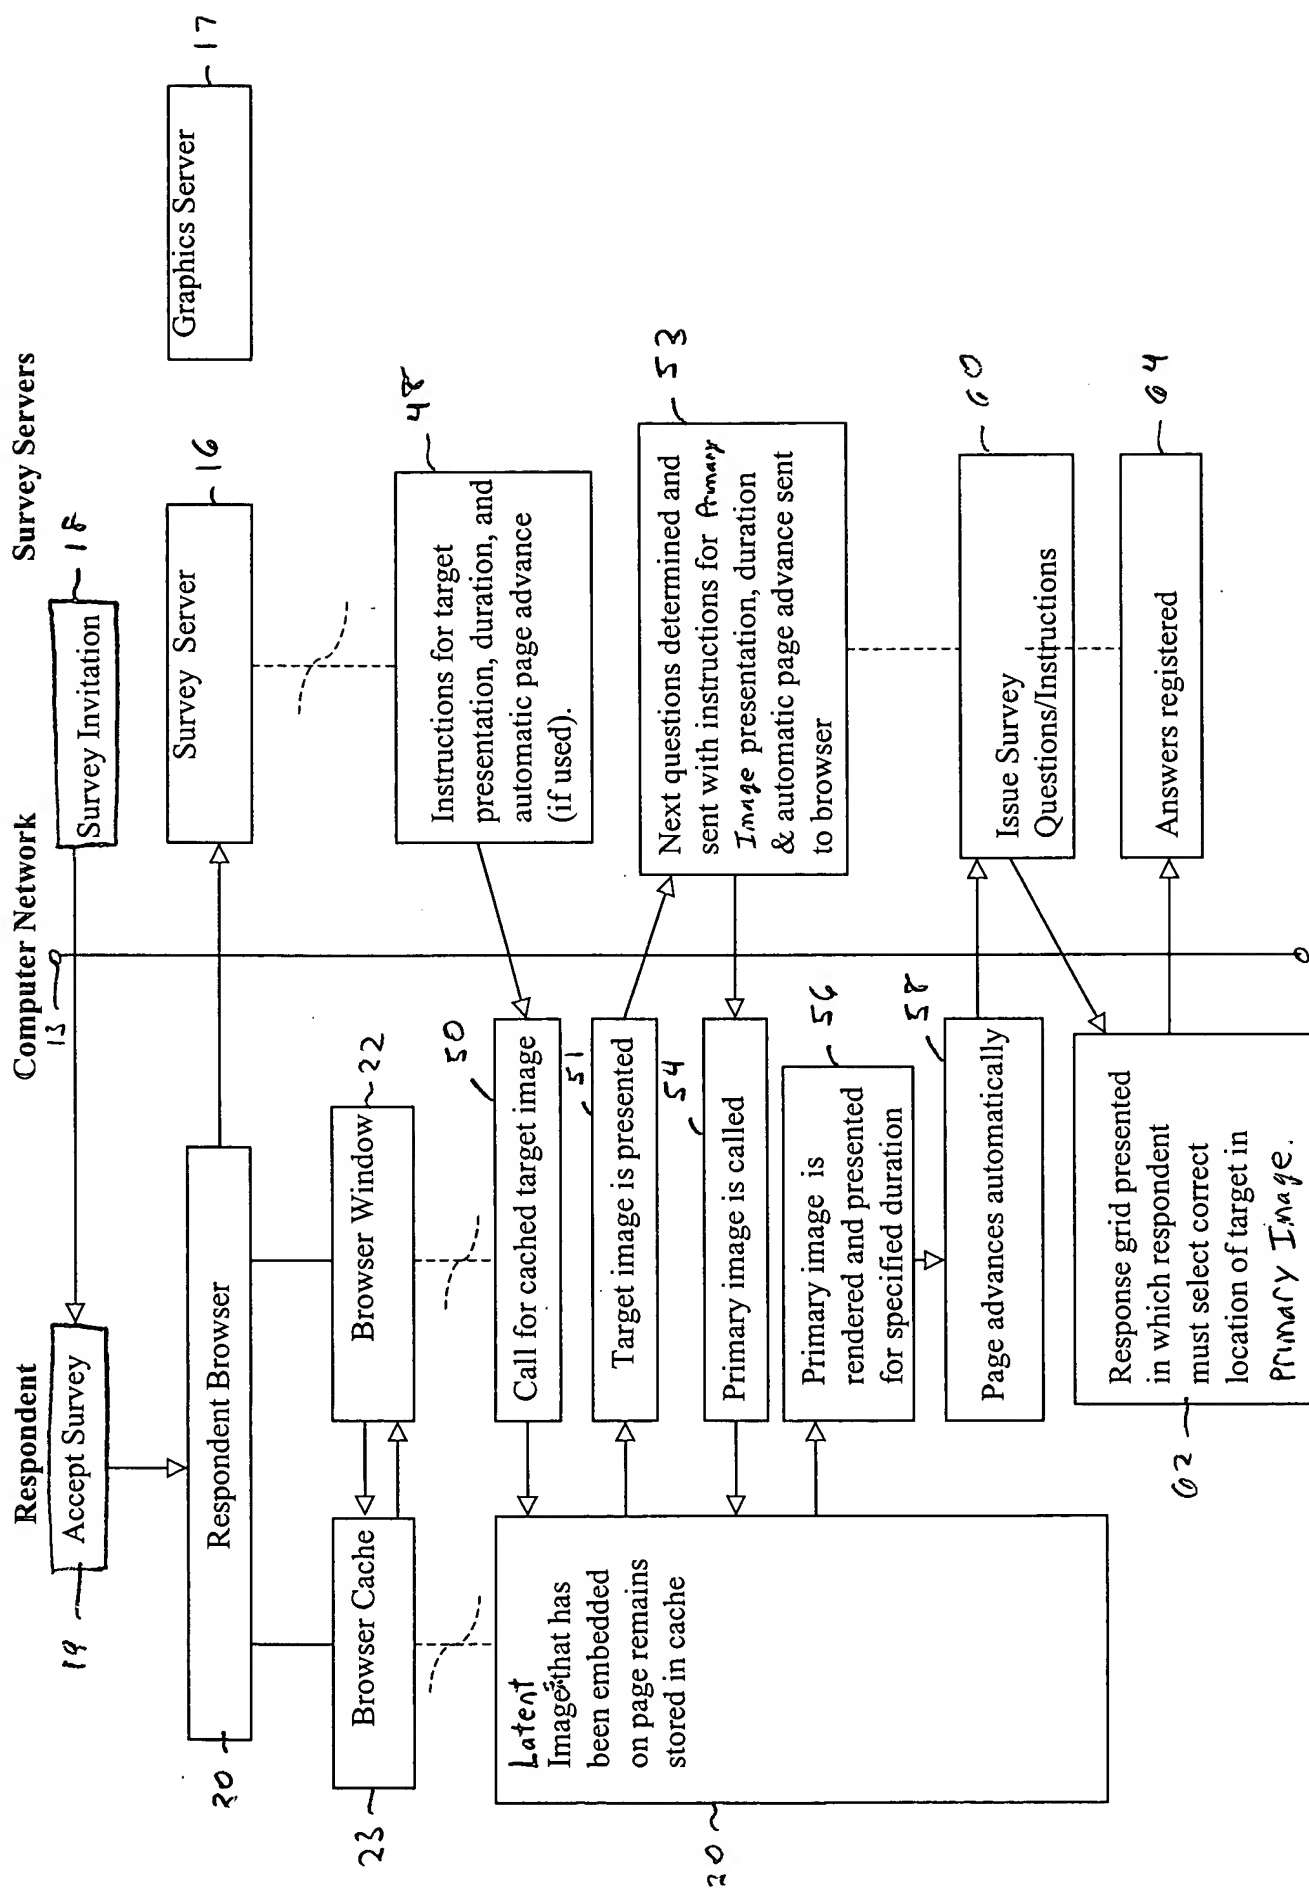 Respondent
Computer Network
Survey Servers
13
19
Accept Survey
Survey Invitation
18
20
Respondent Browser
Survey Server
16
Graphics Server
17
23
Browser Cache
Browser Window
22
Latent
Image that has
been embedded
on page remains
stored in cache
20
Instructions for target
presentation, duration, and
automatic page advance
(if used).
48
Call for cached target image
50
Target image is presented
51
Next questions determined and
sent with instructions for Primary
Image presentation, duration
& automatic page advance sent
to browser
53
Primary image is called
54
Primary image is
rendered and presented
for specified duration
56
Page advances automatically
58
Issue Survey
Questions/Instructions
60
Response grid presented
in which respondent
must select correct
location of target in
Primary Image.
62
Answers registered
64